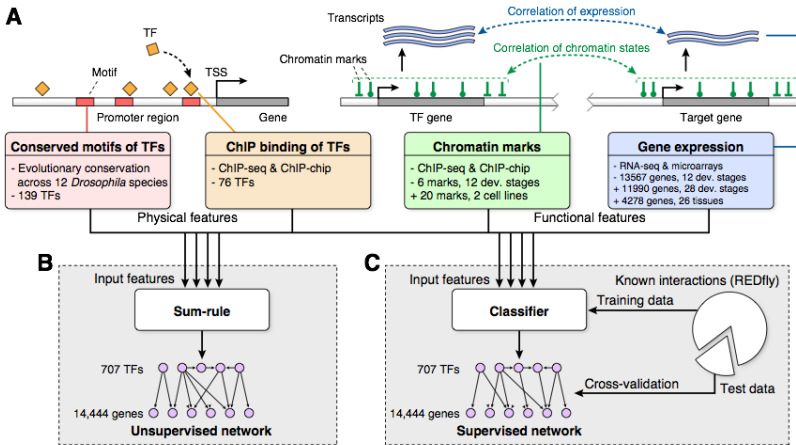 A
TF
Motif
TSS
Promoter region
Gene
Transcripts
Chromatin marks
Correlation of expression
Correlation of chromatin states
TF gene
Target gene
Conserved motifs of TFs
- Evolutionary conservation
across 12 Drosophila species
- 139 TFs
ChIP binding of TFs
- ChIP-seq & ChIP-chip
- 76 TFs
Chromatin marks
- ChIP-seq & ChIP-chip
- 6 marks, 12 dev. stages
+ 20 marks, 2 cell lines
Gene expression
- RNA-seq & microarrays
- 13567 genes, 12 dev. stages
+ 11990 genes, 28 dev. stages
+ 4278 genes, 26 tissues
Physical features
Functional features
B
Input features
Sum-rule
707 TFs
14,444 genes
Unsupervised network
C
Input features
Known interactions (REDfly)
Training data
Classifier
707 TFs
Cross-validation
Test data
14,444 genes
Supervised network